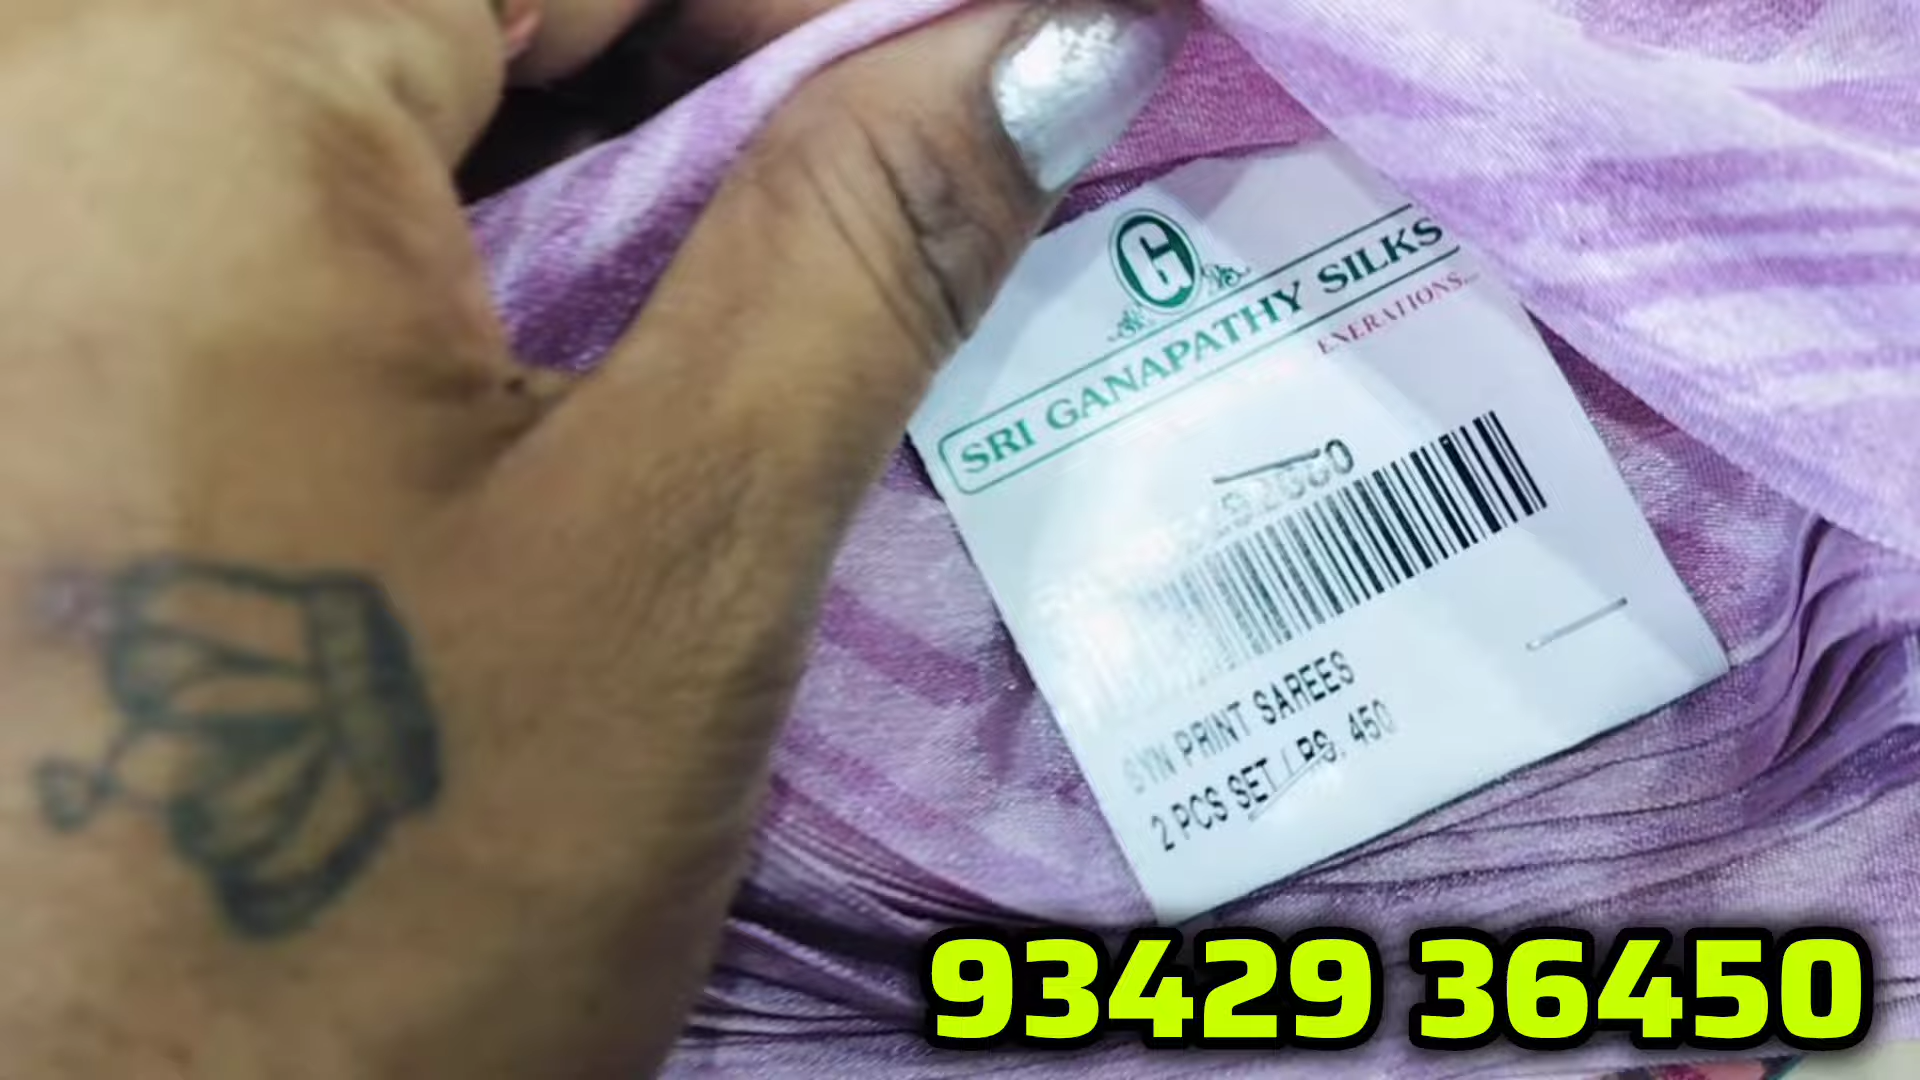 G
SRI GANAPATHY SILKS
ENERATIONS...
SYN PRINT SAREES
2 PCS SET / RS. 450
93429 36450